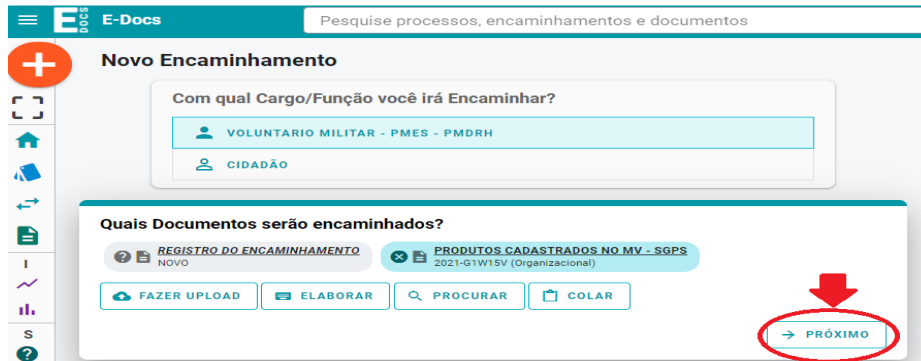 E DOCS E-Docs Pesquise processos, encaminhamentos e documentos
Novo Encaminhamento
Com qual Cargo/Função você irá Encaminhar?
VOLUNTARIO MILITAR - PMES - PMDRH
CIDADÃO
Quais Documentos serão encaminhados?
REGISTRO DO ENCAMINHAMENTO
NOVO
PRODUTOS CADASTRADOS NO MV - SGPS
2021-G1W15V (Organizacional)
FAZER UPLOAD ELABORAR PROCURAR COLAR
PRÓXIMO
I
S